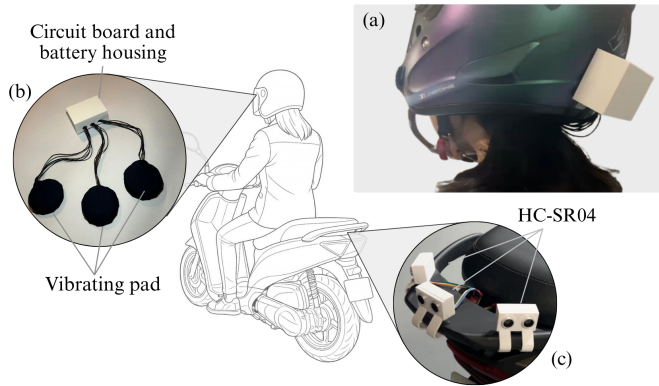 Circuit board and
battery housing
(a)
(b)
Vibrating pad
HC-SR04
(c)